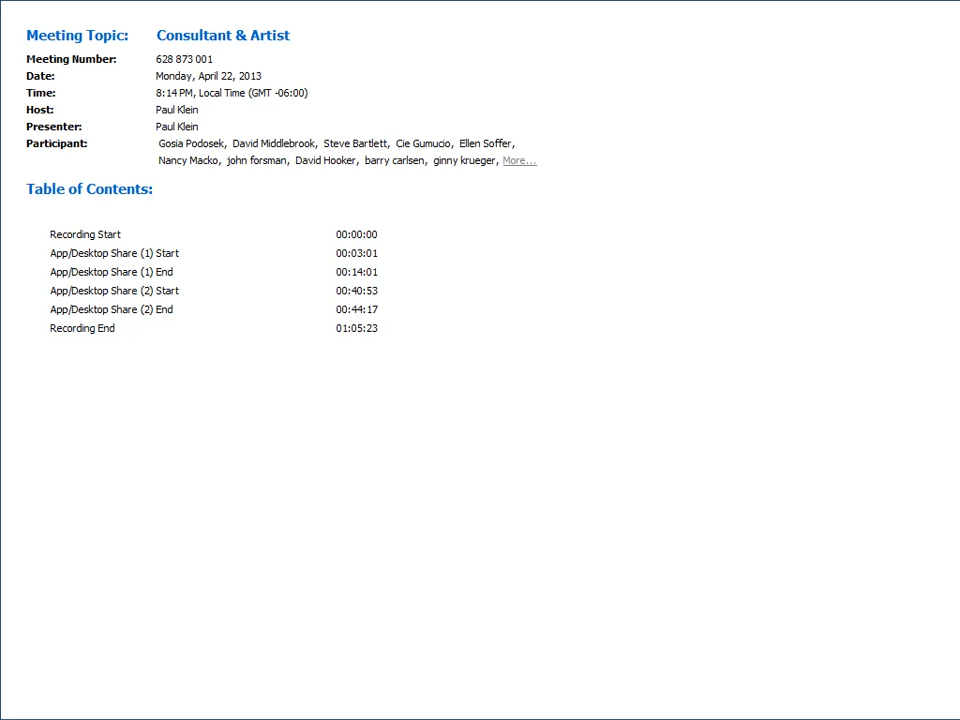 Meeting Topic: Consultant & Artist
Meeting Number: 628 873 001
Date: Monday, April 22, 2013
Time: 8:14 PM, Local Time (GMT -06:00)
Host: Paul Klein
Presenter: Paul Klein
Participant: Gosia Podosek, David Middlebrook, Steve Bartlett, Cie Gumucio, Ellen Soffer,
Nancy Macko, john forsman, David Hooker, barry carlsen, ginny krueger, More...
Table of Contents:
Recording Start 00:00:00
App/Desktop Share (1) Start 00:03:01
App/Desktop Share (1) End 00:14:01
App/Desktop Share (2) Start 00:40:53
App/Desktop Share (2) End 00:44:17
Recording End 01:05:23